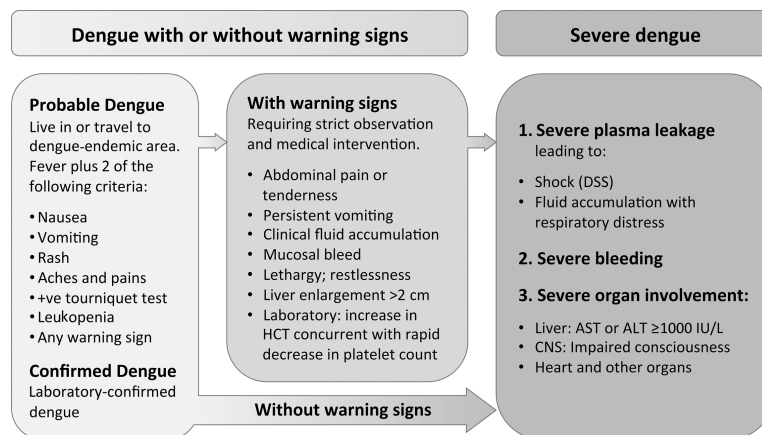 Dengue with or without warning signs
Severe dengue
Probable Dengue
Live in or travel to
dengue-endemic area.
Fever plus 2 of the
following criteria:
• Nausea
• Vomiting
• Rash
• Aches and pains
• +ve tourniquet test
• Leukopenia
• Any warning sign
Confirmed Dengue
Laboratory-confirmed
dengue
With warning signs
Requiring strict observation
and medical intervention.
• Abdominal pain or
tenderness
• Persistent vomiting
• Clinical fluid accumulation
• Mucosal bleed
• Lethargy; restlessness
• Liver enlargement >2 cm
• Laboratory: increase in
HCT concurrent with rapid
decrease in platelet count
Without warning signs
1. Severe plasma leakage
leading to:
• Shock (DSS)
• Fluid accumulation with
respiratory distress
2. Severe bleeding
3. Severe organ involvement:
• Liver: AST or ALT ≥1000 IU/L
• CNS: Impaired consciousness
• Heart and other organs